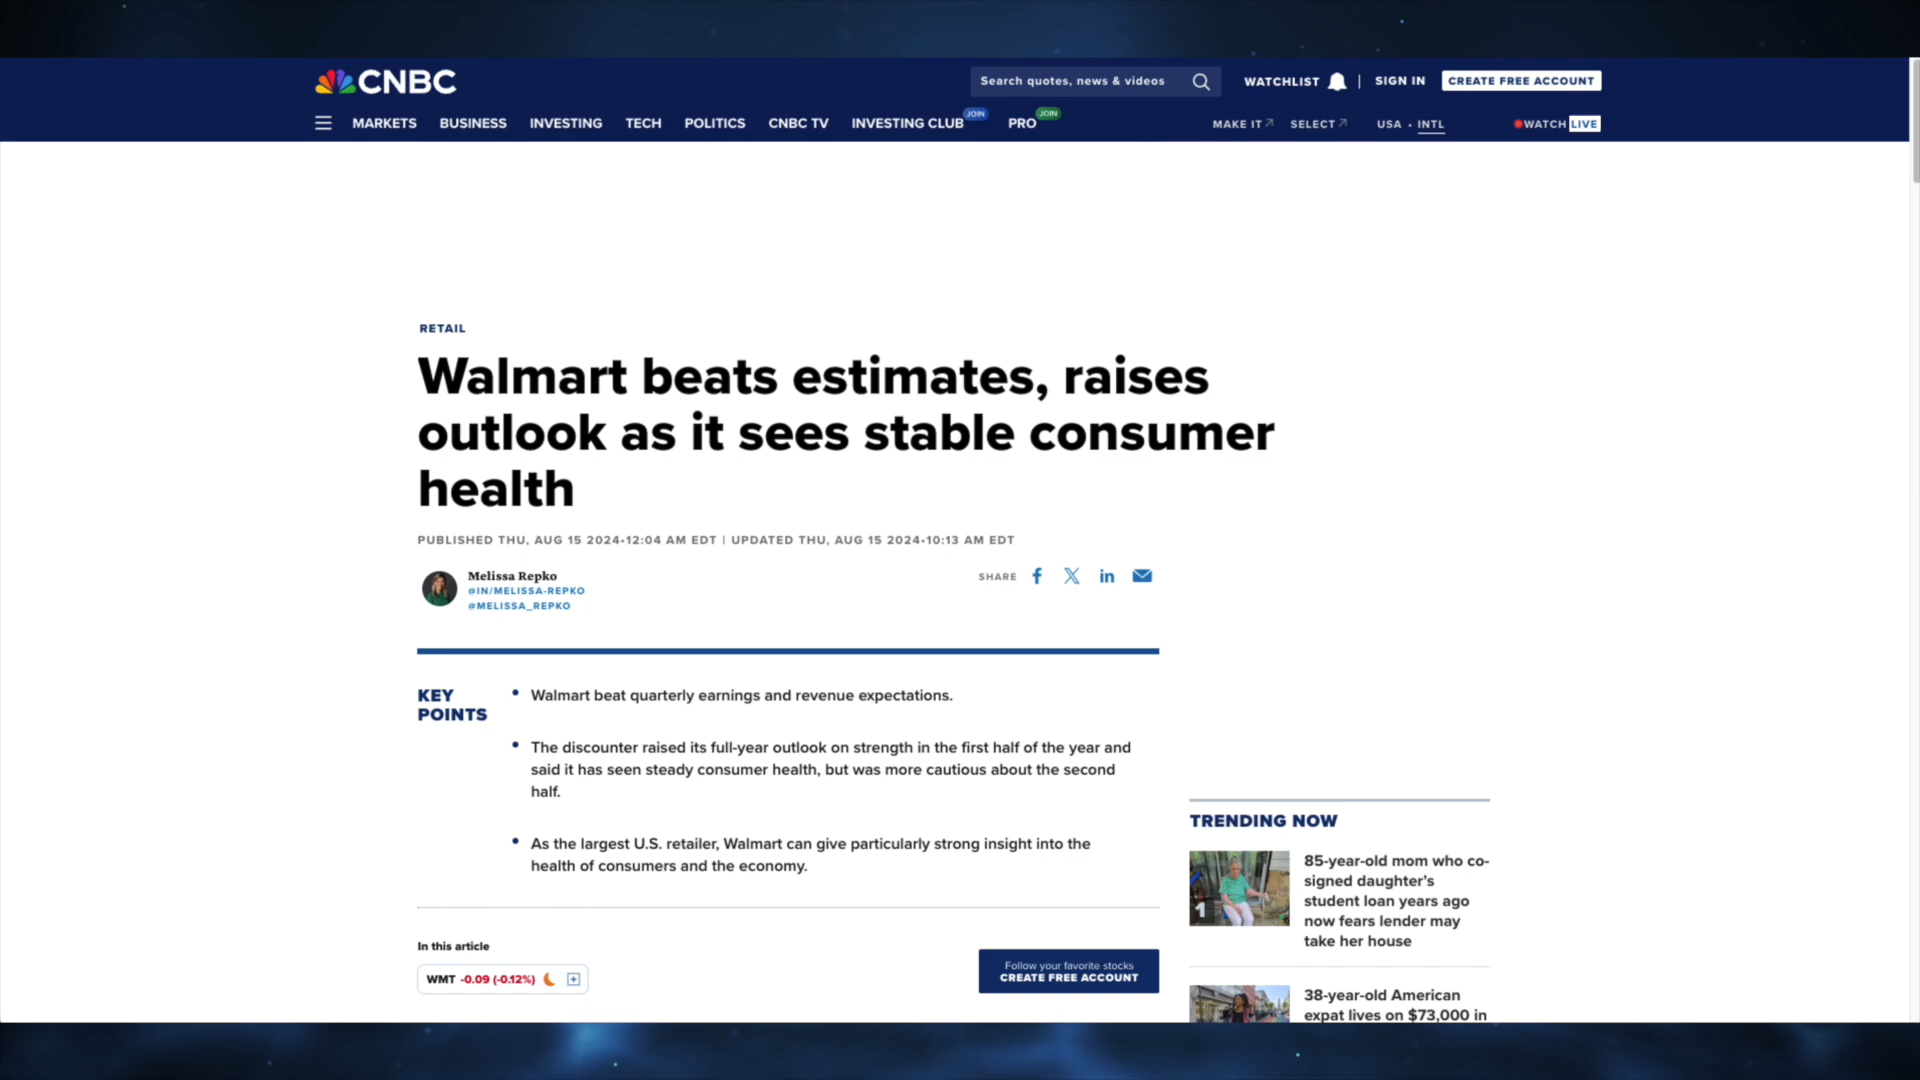 CNBC
Search quotes, news & videos
WATCHLIST
|
SIGN IN
CREATE FREE ACCOUNT
MARKETS
BUSINESS
INVESTING
TECH
POLITICS
CNBC TV
INVESTING CLUB
JOIN
PRO
JOIN
MAKE IT
SELECT
USA • INTL
WATCH LIVE
RETAIL
Walmart beats estimates, raises
outlook as it sees stable consumer
health
PUBLISHED THU, AUG 15 2024•12:04 AM EDT | UPDATED THU, AUG 15 2024•10:13 AM EDT
Melissa Repko
@IN/MELISSA-REPKO
@MELISSA_REPKO
SHARE
KEY
POINTS
• Walmart beat quarterly earnings and revenue expectations.
• The discounter raised its full-year outlook on strength in the first half of the year and
said it has seen steady consumer health, but was more cautious about the second
half.
• As the largest U.S. retailer, Walmart can give particularly strong insight into the
health of consumers and the economy.
In this article
WMT -0.09 (-0.12%)
Follow your favorite stocks
CREATE FREE ACCOUNT
TRENDING NOW
1
85-year-old mom who co-
signed daughter's
student loan years ago
now fears lender may
take her house
38-year-old American
expat lives on $73,000 in